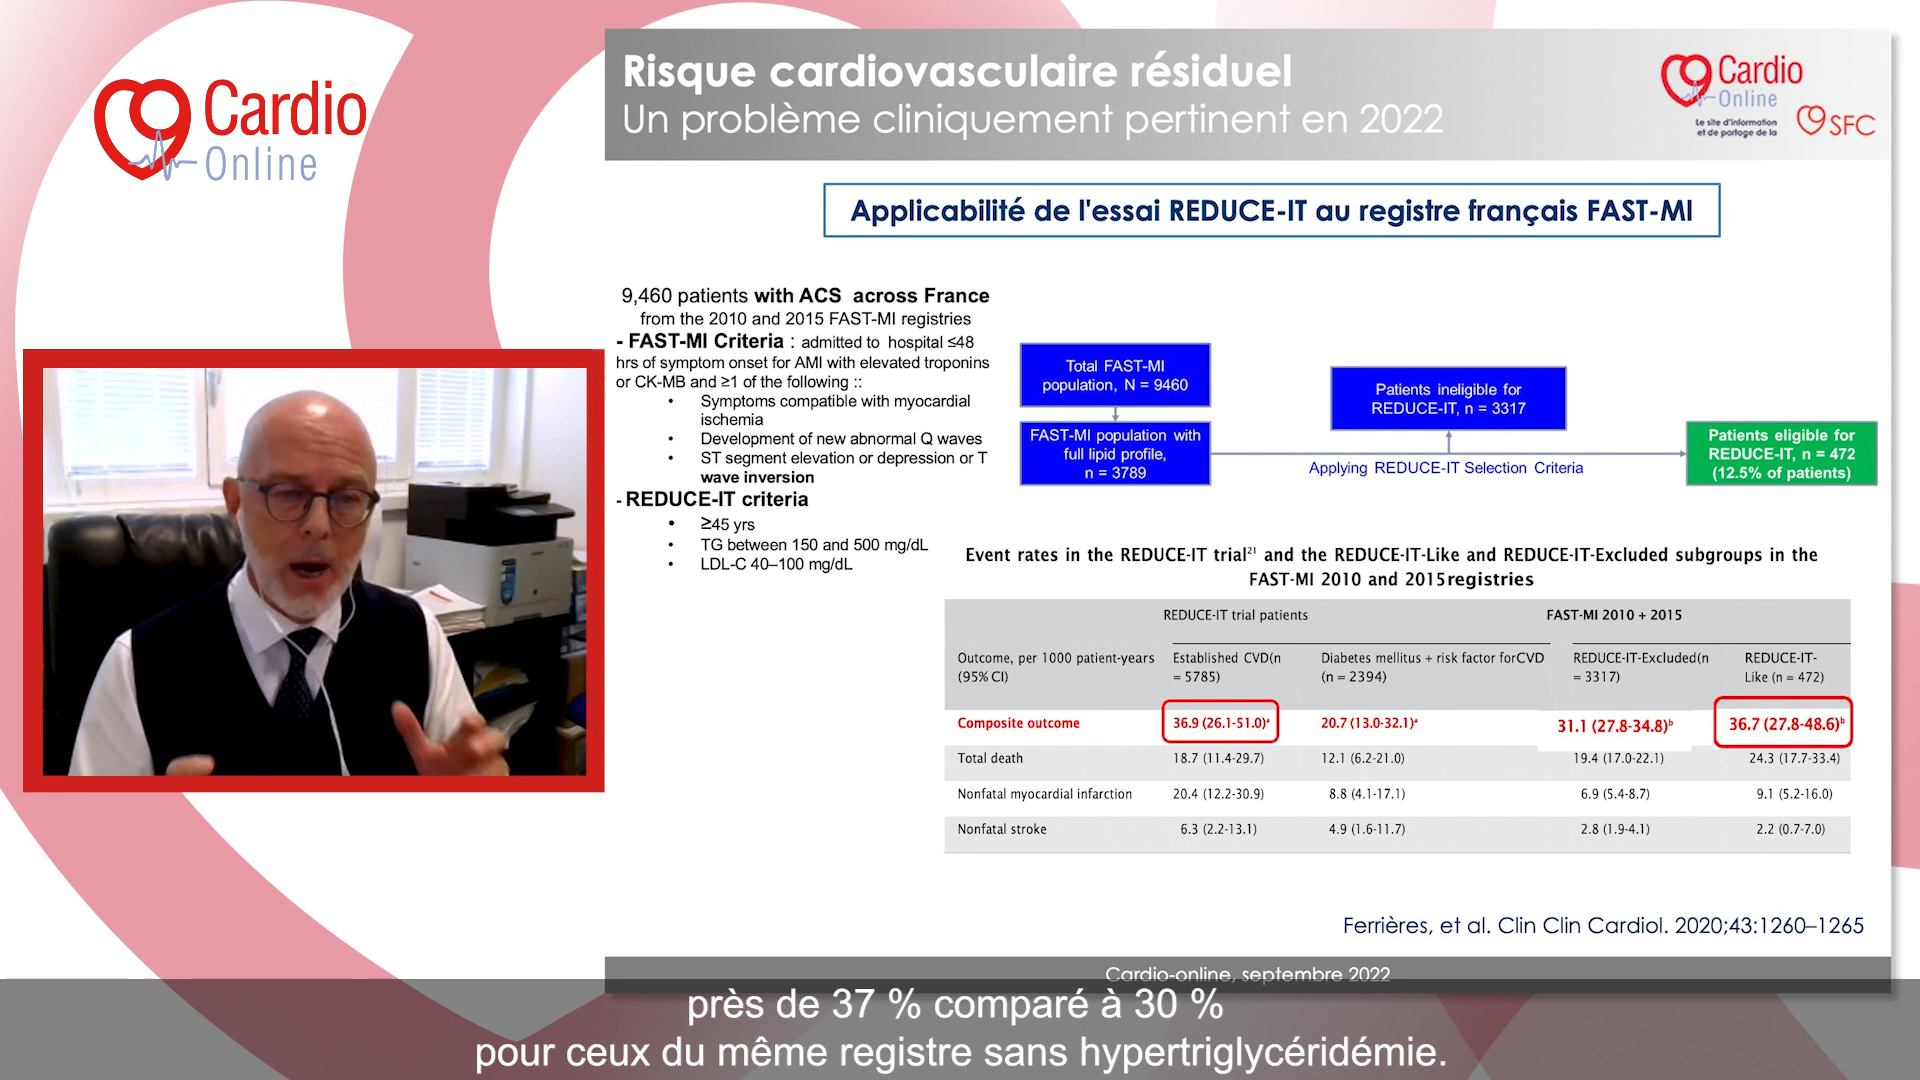 Cardio
Online
Risque cardiovasculaire résiduel
Un problème cliniquement pertinent en 2022
Cardio
Online
Le site d'information
et de partage de la
SFC
Applicabilité de l'essai REDUCE-IT au registre français FAST-MI
9,460 patients with ACS across France
from the 2010 and 2015 FAST-MI registries
- FAST-MI Criteria : admitted to hospital ≤48
hrs of symptom onset for AMI with elevated troponins
or CK-MB and ≥1 of the following ::
• Symptoms compatible with myocardial
ischemia
• Development of new abnormal Q waves
• ST segment elevation or depression or T
wave inversion
- REDUCE-IT criteria
• ≥45 yrs
• TG between 150 and 500 mg/dL
• LDL-C 40–100 mg/dL
Total FAST-MI
population, N = 9460
FAST-MI population with
full lipid profile,
n = 3789
Patients ineligible for
REDUCE-IT, n = 3317
Applying REDUCE-IT Selection Criteria
Patients eligible for
REDUCE-IT, n = 472
(12.5% of patients)
Event rates in the REDUCE-IT trial²¹ and the REDUCE-IT-Like and REDUCE-IT-Excluded subgroups in the
FAST-MI 2010 and 2015registries
REDUCE-IT trial patients FAST-MI 2010 + 2015
Outcome, per 1000 patient-years Established CVD(n Diabetes mellitus + risk factor forCVD REDUCE-IT-Excluded(n REDUCE-IT-
(95% CI) = 5785) (n = 2394) = 3317) Like (n = 472)
Composite outcome 36.9 (26.1-51.0)ᵃ 20.7 (13.0-32.1)ᵃ 31.1 (27.8-34.8)ᵇ 36.7 (27.8-48.6)ᵇ
Total death 18.7 (11.4-29.7) 12.1 (6.2-21.0) 19.4 (17.0-22.1) 24.3 (17.7-33.4)
Nonfatal myocardial infarction 20.4 (12.2-30.9) 8.8 (4.1-17.1) 6.9 (5.4-8.7) 9.1 (5.2-16.0)
Nonfatal stroke 6.3 (2.2-13.1) 4.9 (1.6-11.7) 2.8 (1.9-4.1) 2.2 (0.7-7.0)
Ferrières, et al. Clin Clin Cardiol. 2020;43:1260–1265
Cardio-online, septembre 2022
près de 37 % comparé à 30 %
pour ceux du même registre sans hypertriglycéridémie.